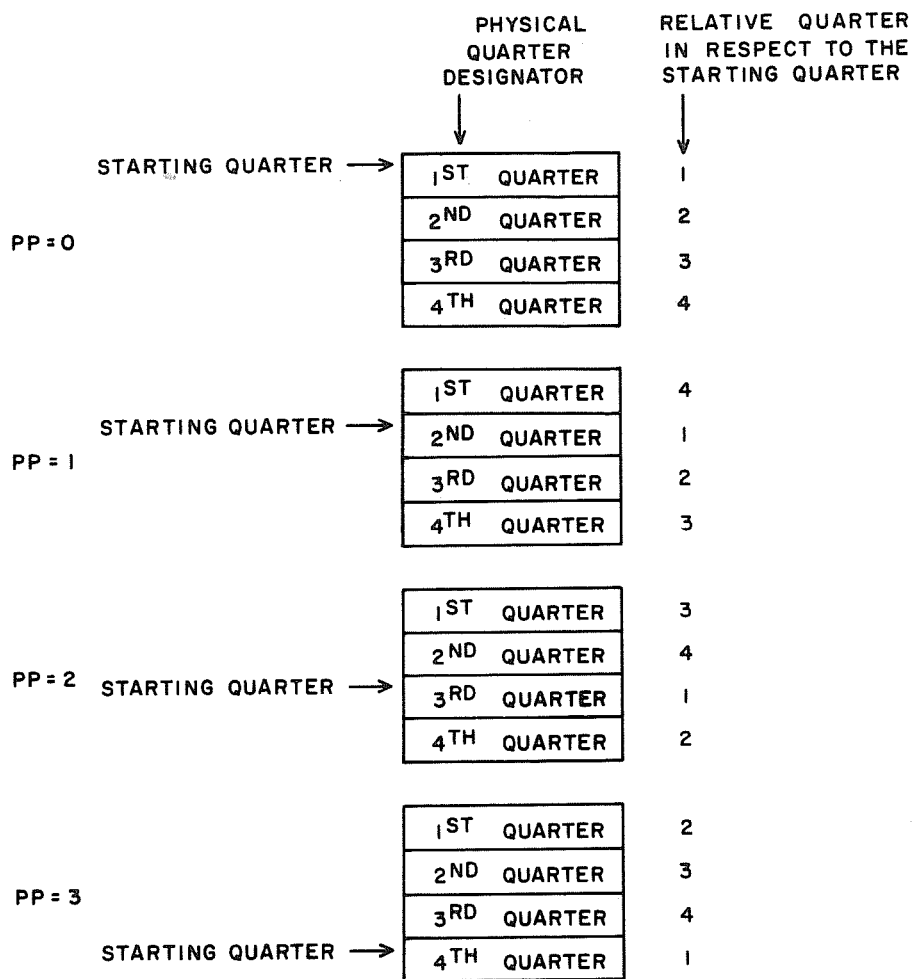 PHYSICAL QUARTER DESIGNATOR
RELATIVE QUARTER IN RESPECT TO THE STARTING QUARTER
STARTING QUARTER
PP = 0
1ST QUARTER 1
2ND QUARTER 2
3RD QUARTER 3
4TH QUARTER 4
STARTING QUARTER
PP = 1
1ST QUARTER 4
2ND QUARTER 1
3RD QUARTER 2
4TH QUARTER 3
PP = 2 STARTING QUARTER
1ST QUARTER 3
2ND QUARTER 4
3RD QUARTER 1
4TH QUARTER 2
PP = 3
STARTING QUARTER
1ST QUARTER 2
2ND QUARTER 3
3RD QUARTER 4
4TH QUARTER 1